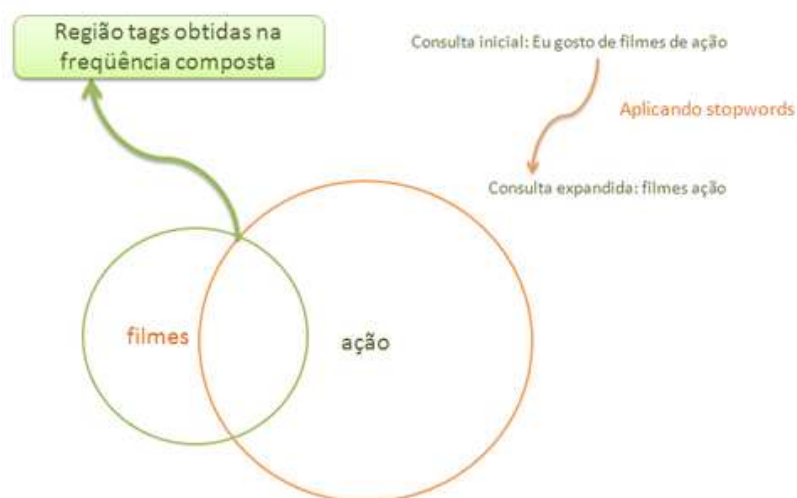 Região tags obtidas na
freqüência composta
Consulta inicial: Eu gosto de filmes de ação
Aplicando stopwords
Consulta expandida: filmes ação
filmes
ação